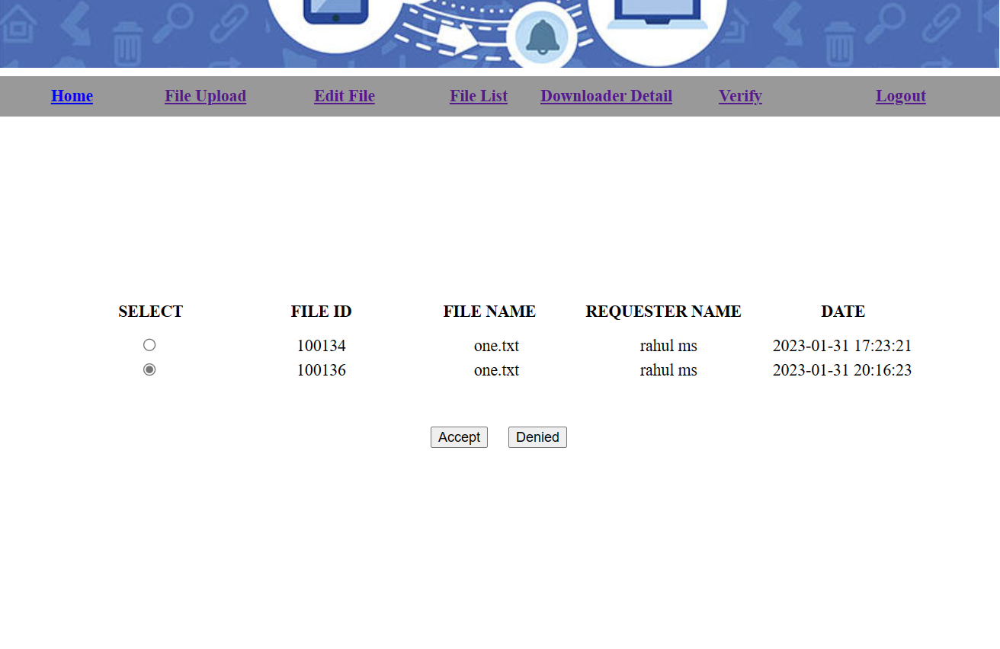 Home File Upload Edit File File List Downloader Detail Verify Logout
SELECT FILE ID FILE NAME REQUESTER NAME DATE
100134 one.txt rahul ms 2023-01-31 17:23:21
100136 one.txt rahul ms 2023-01-31 20:16:23
Accept Denied